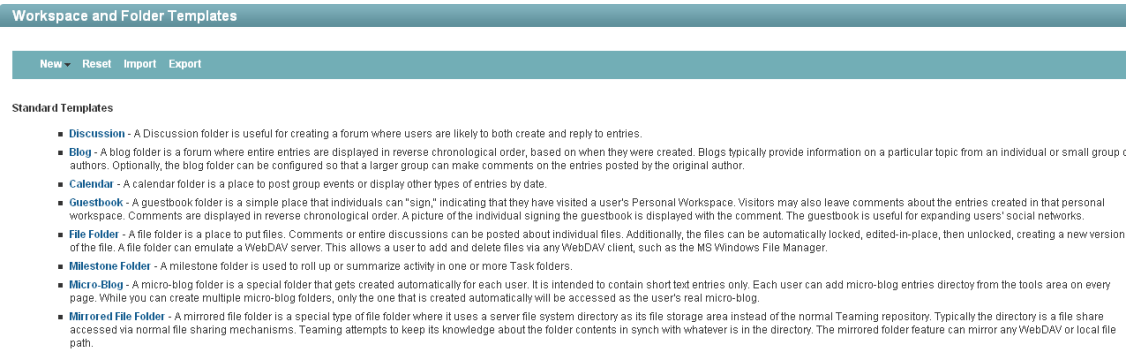 Workspace and Folder Templates
New Reset Import Export
Standard Templates
Discussion - A Discussion folder is useful for creating a forum where users are likely to both create and reply to entries.
Blog - A blog folder is a forum where entire entries are displayed in reverse chronological order, based on when they were created. Blogs typically provide information on a particular topic from an individual or small group
authors. Optionally, the blog folder can be configured so that a larger group can make comments on the entries posted by the original author.
Calendar - A calendar folder is a place to post group events or display other types of entries by date.
Guestbook - A guestbook folder is a simple place that individuals can "sign," indicating that they have visited a user's Personal Workspace. Visitors may also leave comments about the entries created in that personal
workspace. Comments are displayed in reverse chronological order. A picture of the individual signing the guestbook is displayed with the comment. The guestbook is useful for expanding users' social networks.
File Folder - A file folder is a place to put files. Comments or entire discussions can be posted about individual files. Additionally, the files can be automatically locked, edited-in-place, then unlocked, creating a new version
of the file. A file folder can emulate a WebDAV server. This allows a user to add and delete files via any WebDAV client, such as the MS Windows File Manager.
Milestone Folder - A milestone folder is used to roll up or summarize activity in one or more Task folders.
Micro-Blog - A micro-blog folder is a special folder that gets created automatically for each user. It is intended to contain short text entries only. Each user can add micro-blog entries directoy from the tools area on every
page. While you can create multiple micro-blog folders, only the one that is created automatically will be accessed as the user's real micro-blog.
Mirrored File Folder - A mirrored file folder is a special type of file folder where it uses a server file system directory as its file storage area instead of the normal Teaming repository. Typically the directory is a file share
accessed via normal file sharing mechanisms. Teaming attempts to keep its knowledge about the folder contents in synch with whatever is in the directory. The mirrored folder feature can mirror any WebDAV or local file
path.